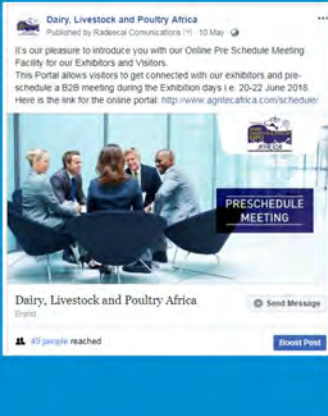 Dairy, Livestock and Poultry Africa
Published by Radeecal Comunications · 10 May
It's our pleasure to introduce you with our Online Pre Schedule Meeting
Facility for our Exhibitors and Visitors.
This Portal allows visitors to get connected with our exhibitors and pre-
schedule a B2B meeting during the Exhibition days i.e. 20-22 June 2016.
Here is the link for the online portal: http://www.agritecafrica.com/schedule/
AFRICA
PRESCHEDULE
MEETING
Dairy, Livestock and Poultry Africa
Brand
Send Message
49 people reached
Boost Post